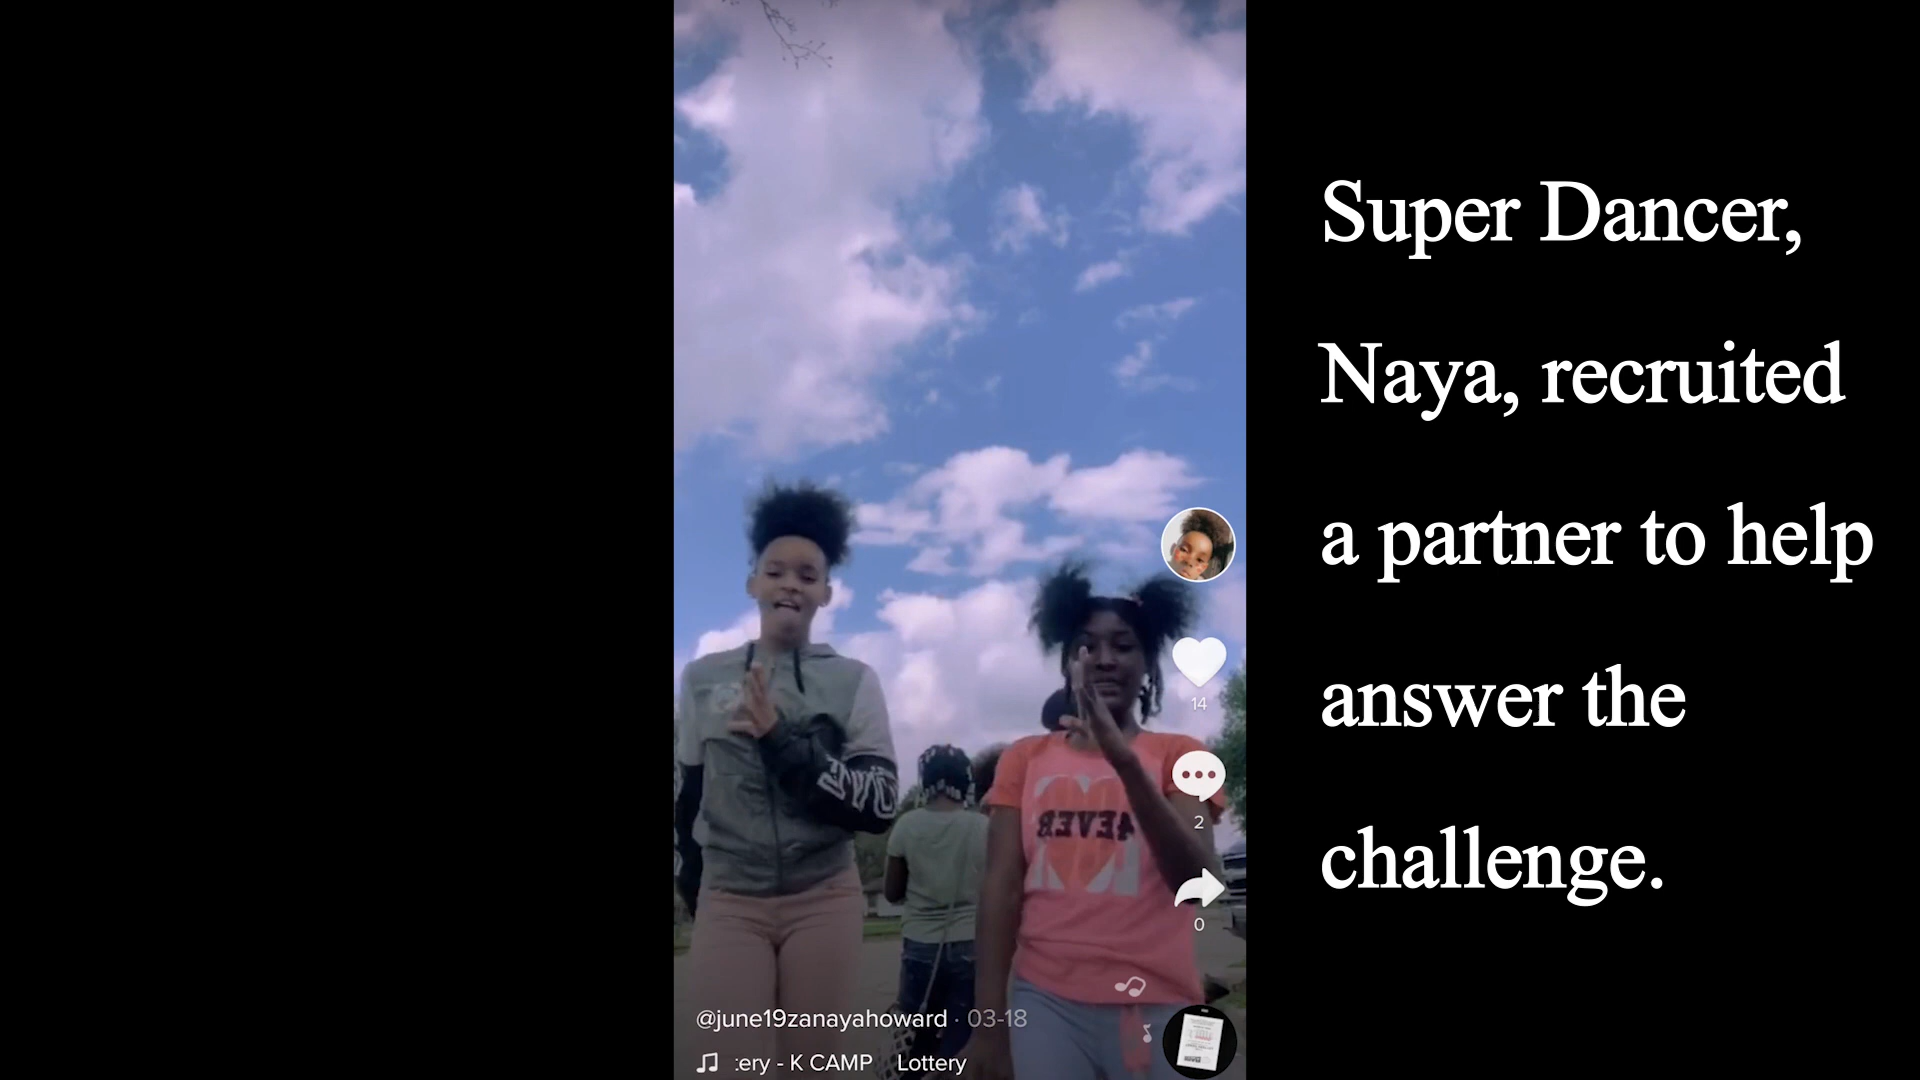 Super Dancer,
Naya, recruited
a partner to help
answer the
challenge.
14
4EVER
2
0
@june19zanayahoward · 03-18
:ery - K CAMP Lottery